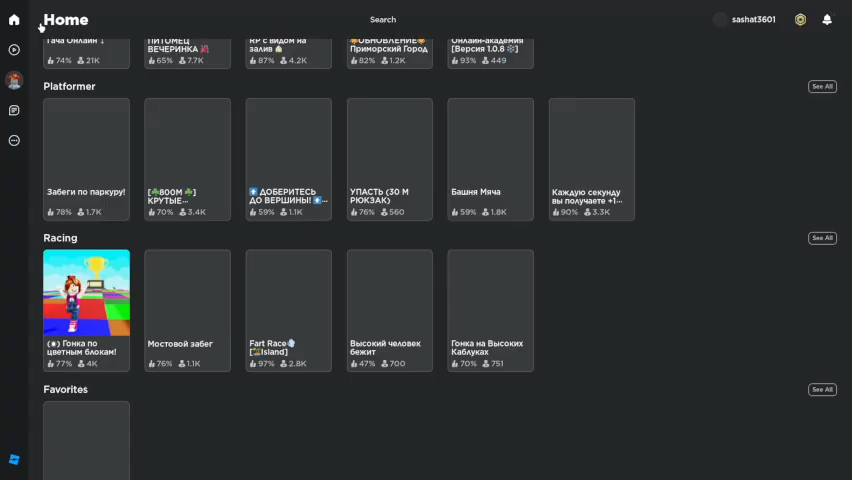 Home
Search
sashat3601
Гача Онлайн
ПИТОМЕЦ
ВЕЧЕРИНКА
RP с видом на
залив
ОБНОВЛЕНИЕ
Приморский Город
Онлайн-академия
[Версия 1.0.8 ❄️]
74% 21K
65% 7.7K
87% 4.2K
82% 1.2K
93% 449
Platformer
See All
Забеги по паркуру!
[☘️800M ☘️]
КРУТЫЕ...
⬆️ ДОБЕРИТЕСЬ
ДО ВЕРШИНЫ! ⬆️...
УПАСТЬ (30 М
РЮКЗАК)
Башня Мяча
Каждую секунду
вы получаете +1...
78% 1.7K
70% 3.4K
59% 1.1K
76% 560
59% 1.8K
90% 3.3K
Racing
See All
(☀) Гонка по
цветным блокам!
Мостовой забег
Fart Race💨
[🏝️Island]
Высокий человек
бежит
Гонка на Высоких
Каблуках
77% 4K
76% 1.1K
97% 2.8K
47% 700
70% 751
Favorites
See All